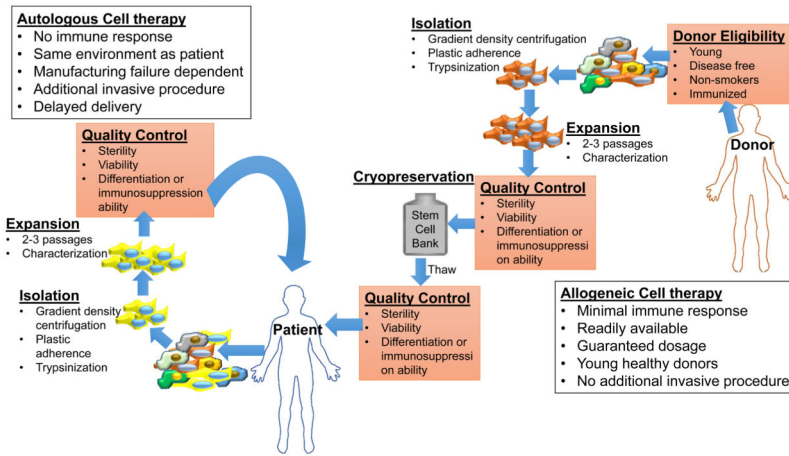 Autologous Cell therapy
• No immune response
• Same environment as patient
• Manufacturing failure dependent
• Additional invasive procedure
• Delayed delivery
Quality Control
• Sterility
• Viability
• Differentiation or
immunosuppression
ability
Expansion
• 2-3 passages
• Characterization
Isolation
• Gradient density
centrifugation
• Plastic
adherence
• Trypsinization
Patient
Isolation
• Gradient density centrifugation
• Plastic adherence
• Trypsinization
Donor Eligibility
• Young
• Disease free
• Non-smokers
• Immunized
Donor
Expansion
• 2-3 passages
• Characterization
Quality Control
• Sterility
• Viability
• Differentiation or
immunosuppressi
on ability
Cryopreservation
Stem
Cell
Bank
Thaw
Quality Control
• Sterility
• Viability
• Differentiation or
immunosuppressi
on ability
Allogeneic Cell therapy
• Minimal immune response
• Readily available
• Guaranteed dosage
• Young healthy donors
• No additional invasive procedure